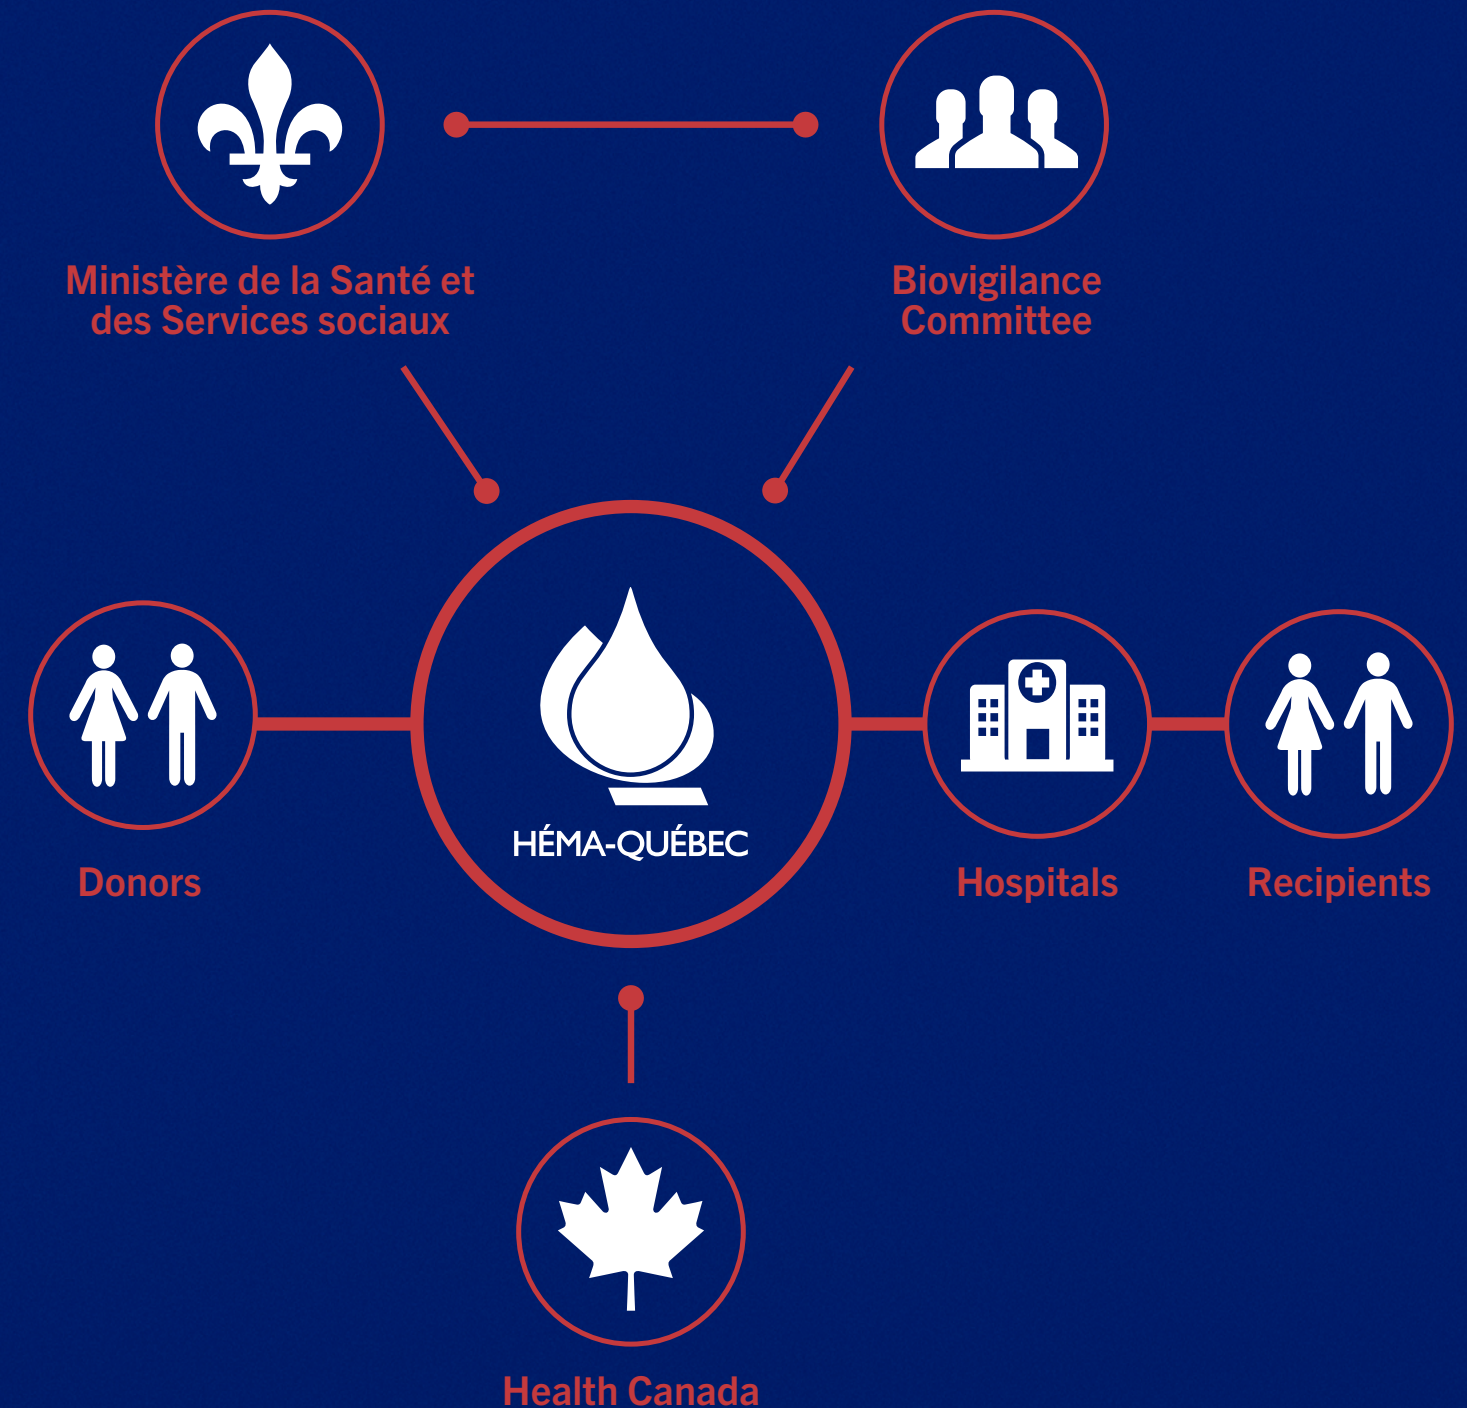 Ministère de la Santé et
des Services sociaux
Biovigilance
Committee
HÉMA-QUÉBEC
Donors
Hospitals
Recipients
Health Canada